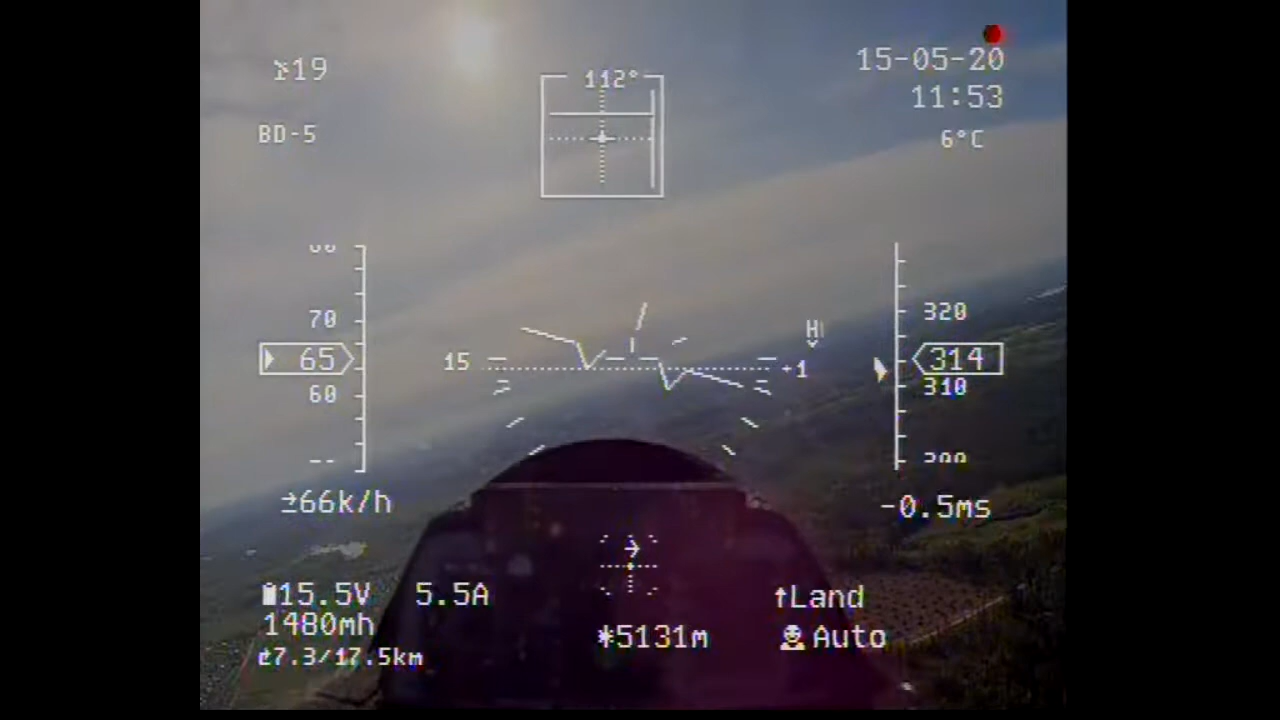 19
15-05-20
11:53
112°
BD-5
6°C
70
320
65
314
15
+1
H
60
310
±66k/h
-0.5ms
15.5V 5.5A
↑Land
1480mh
*5131m
Auto
7.3/17.5km